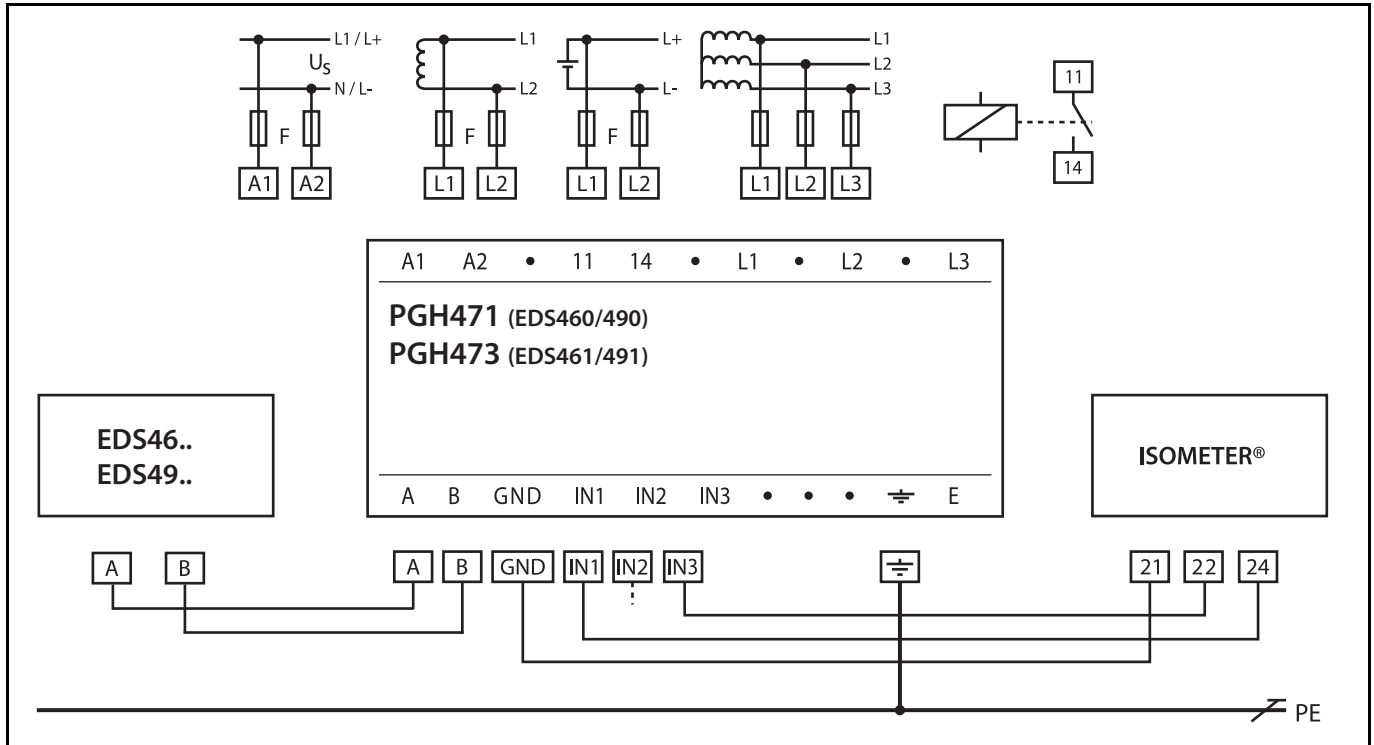 L1 / L+ L1 L+ L1
U_S L2
N / L- L2 L- L3
11
F F F
14
A1 A2 L1 L2 L1 L2 L1 L2 L3
A1 A2 • 11 14 • L1 • L2 • L3
PGH471 (EDS460/490)
PGH473 (EDS461/491)
EDS46..
EDS49..
ISOMETER®
A B GND IN1 IN2 IN3 • • • E
A B A B GND IN1 IN2 IN3 21 22 24
PE